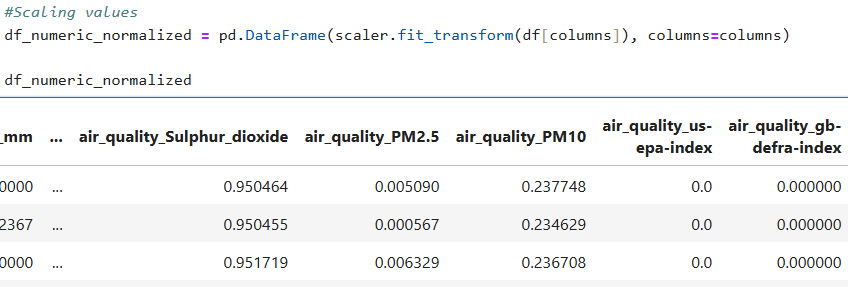 #Scaling values
df_numeric_normalized = pd.DataFrame(scaler.fit_transform(df[columns]), columns=columns)
df_numeric_normalized
_mm ... air_quality_Sulphur_dioxide air_quality_PM2.5 air_quality_PM10 air_quality_us-epa-index air_quality_gb-defra-index
0000 ... 0.950464 0.005090 0.237748 0.0 0.000000
2367 ... 0.950455 0.000567 0.234629 0.0 0.000000
0000 ... 0.951719 0.006329 0.236708 0.0 0.000000